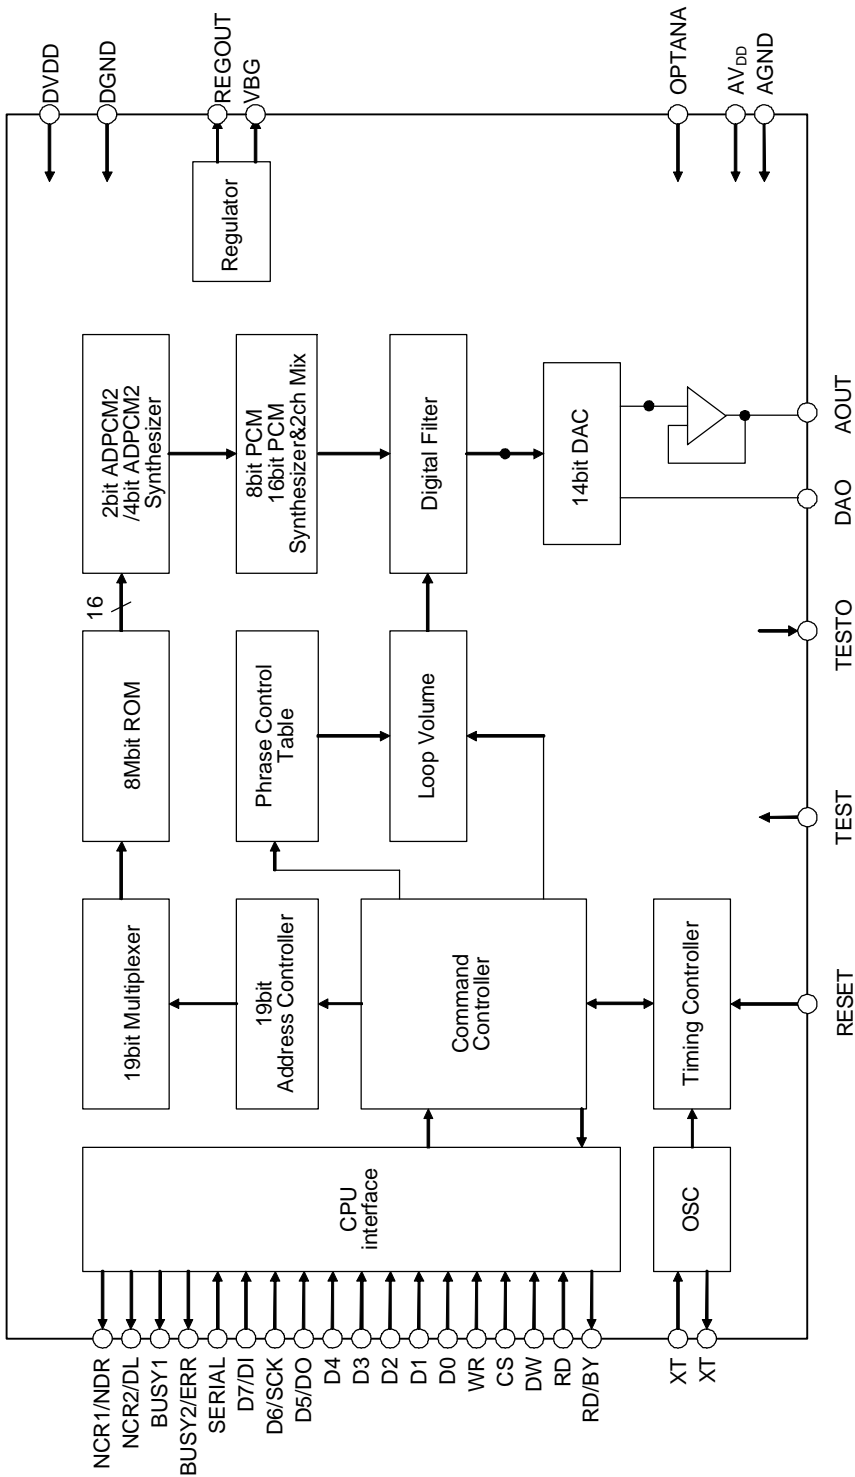 DVDD
DGND
REGOUT
VBG
OPTANA
AVDD
AGND
Regulator
2bit ADPCM2
/4bit ADPCM2
Synthesizer
8bit PCM
16bit PCM
Synthesizer&2ch Mix
Digital Filter
14bit DAC
AOUT
DAO
16
8Mbit ROM
Phrase Control
Table
Loop Volume
TESTO
TEST
19bit Multiplexer
19bit
Address Controller
Command
Controller
Timing Controller
RESET
CPU
interface
OSC
NCR1/NDR
NCR2/DL
BUSY1
BUSY2/ERR
SERIAL
D7/DI
D6/SCK
D5/DO
D4
D3
D2
D1
D0
WR
CS
DW
RD
RD/BY
XT
XT